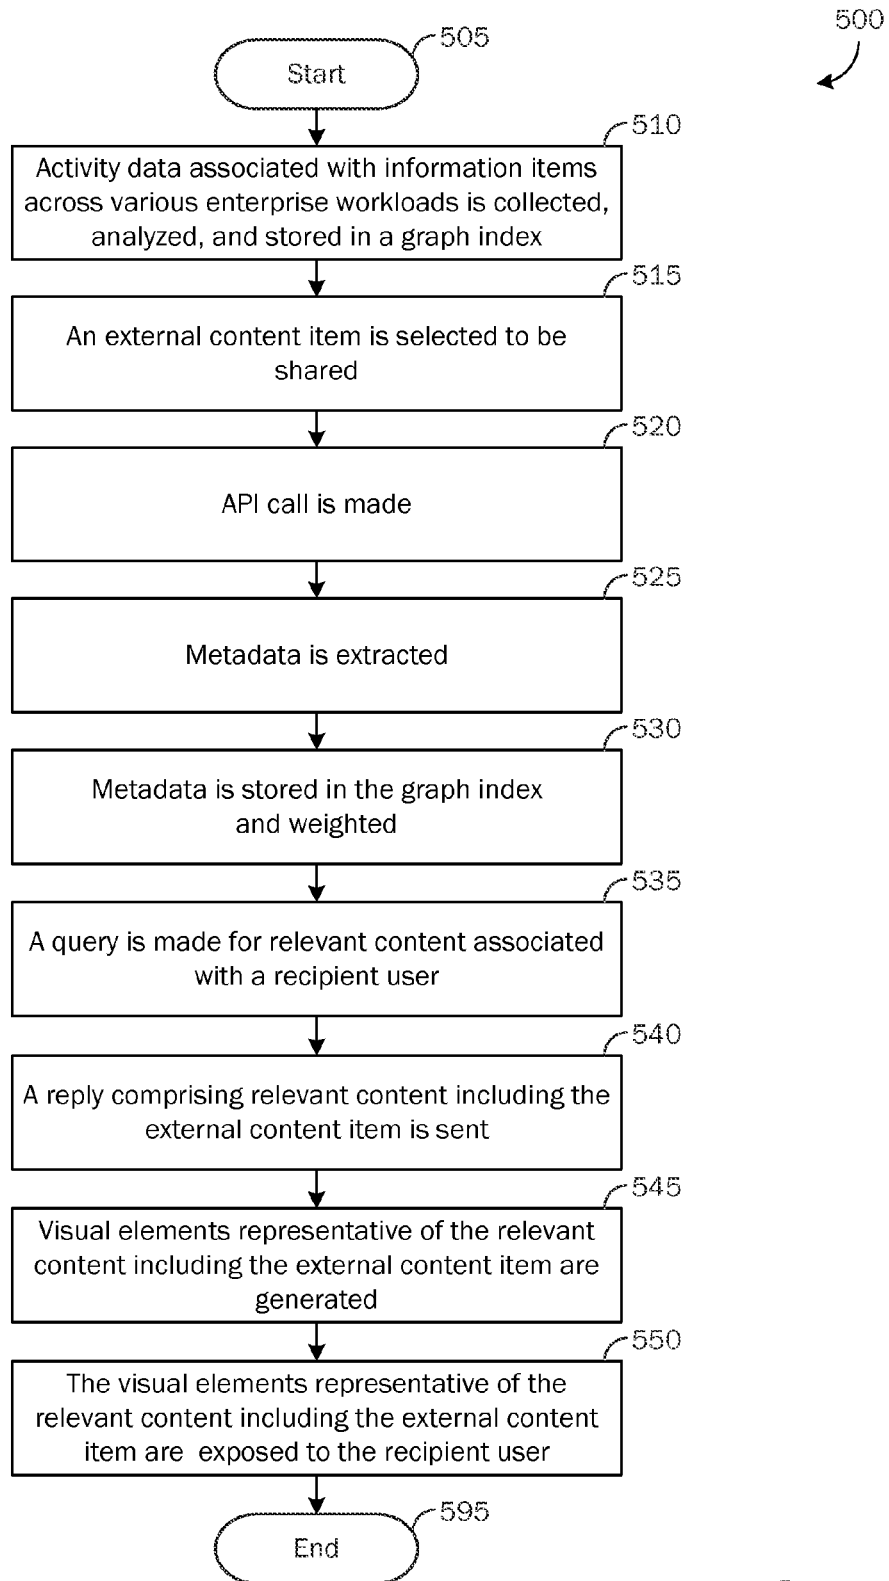 500
505
Start
510
Activity data associated with information items
across various enterprise workloads is collected,
analyzed, and stored in a graph index
515
An external content item is selected to be
shared
520
API call is made
525
Metadata is extracted
530
Metadata is stored in the graph index
and weighted
535
A query is made for relevant content associated
with a recipient user
540
A reply comprising relevant content including the
external content item is sent
545
Visual elements representative of the relevant
content including the external content item are
generated
550
The visual elements representative of the
relevant content including the external content
item are exposed to the recipient user
595
End